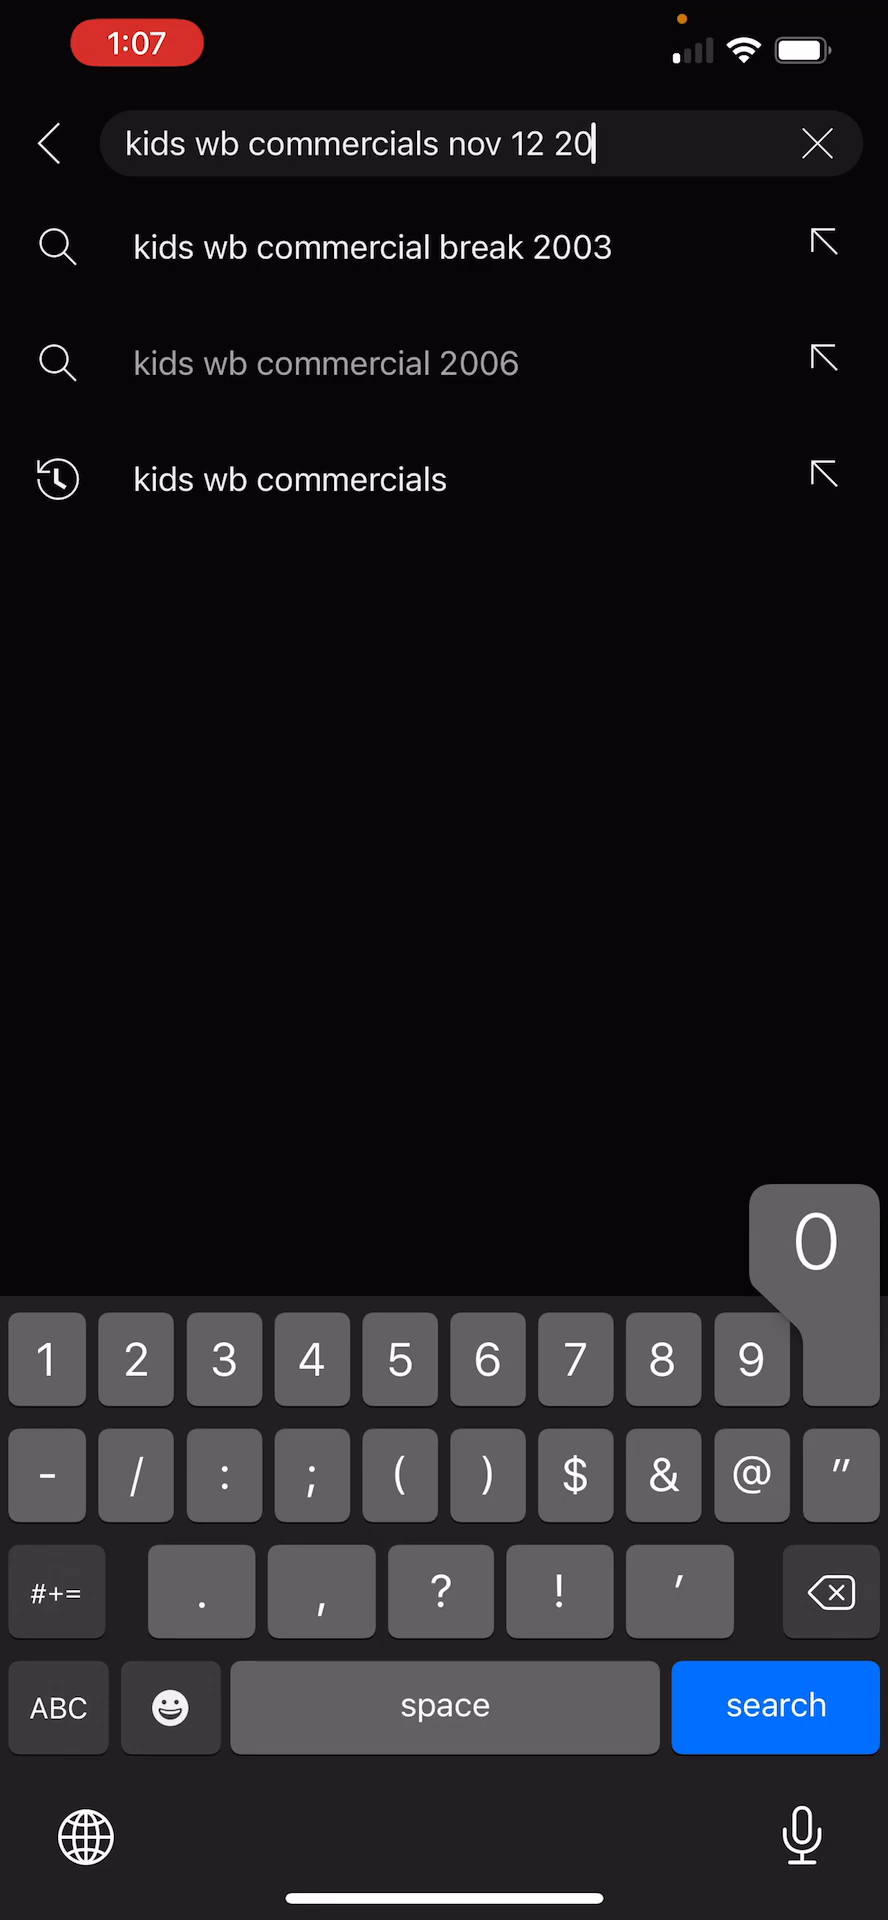 1:07
kids wb commercials nov 12 20
kids wb commercial break 2003
kids wb commercial 2006
kids wb commercials
0
1 2 3 4 5 6 7 8 9
- / : ; ( ) $ & @ "
#+= . , ? ! '
ABC space search